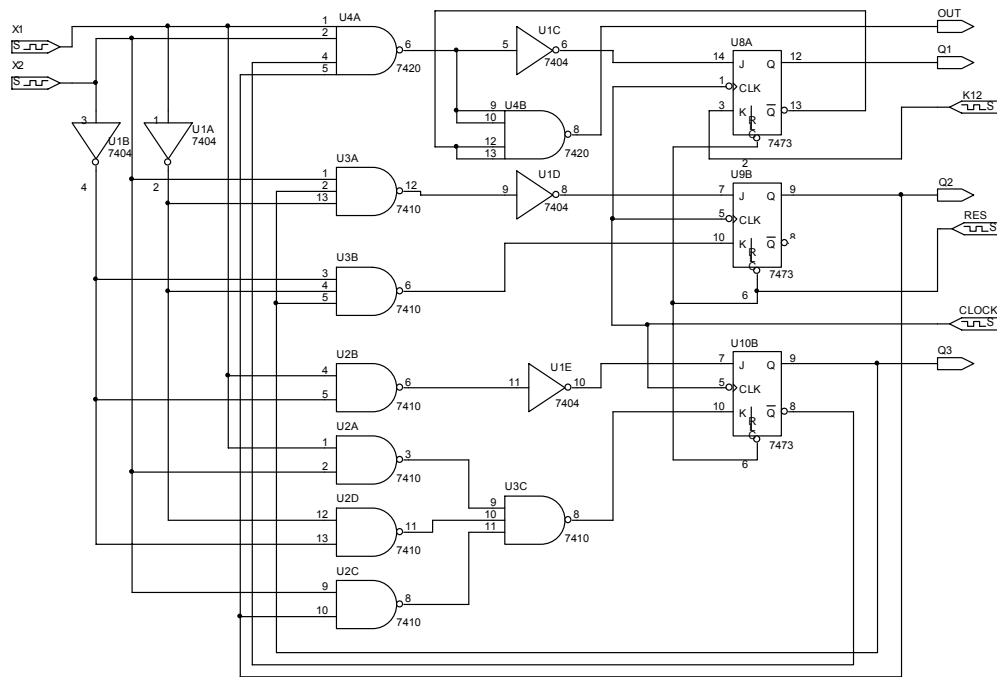 X1
S
X2
S
U4A
1
2
4
5
6
7420
5
U1C
6
7404
U8A
14
J
Q
12
1
CLK
3
K
Q
13
R
C
7473
2
OUT
Q1
K12
S
3
U1B
7404
4
1
U1A
7404
2
U4B
9
10
12
13
8
7420
U3A
1
2
13
12
7410
9
U1D
8
7404
U9B
7
J
Q
9
5
CLK
10
K
Q
8
R
C
7473
6
Q2
RES
S
U3B
3
4
5
6
7410
CLOCK
S
U2B
4
5
6
7410
11
U1E
10
7404
U10B
7
J
Q
9
5
CLK
10
K
Q
8
R
C
7473
6
Q3
U2A
1
2
3
7410
U2D
12
13
11
7410
U3C
9
10
11
8
7410
U2C
9
10
8
7410